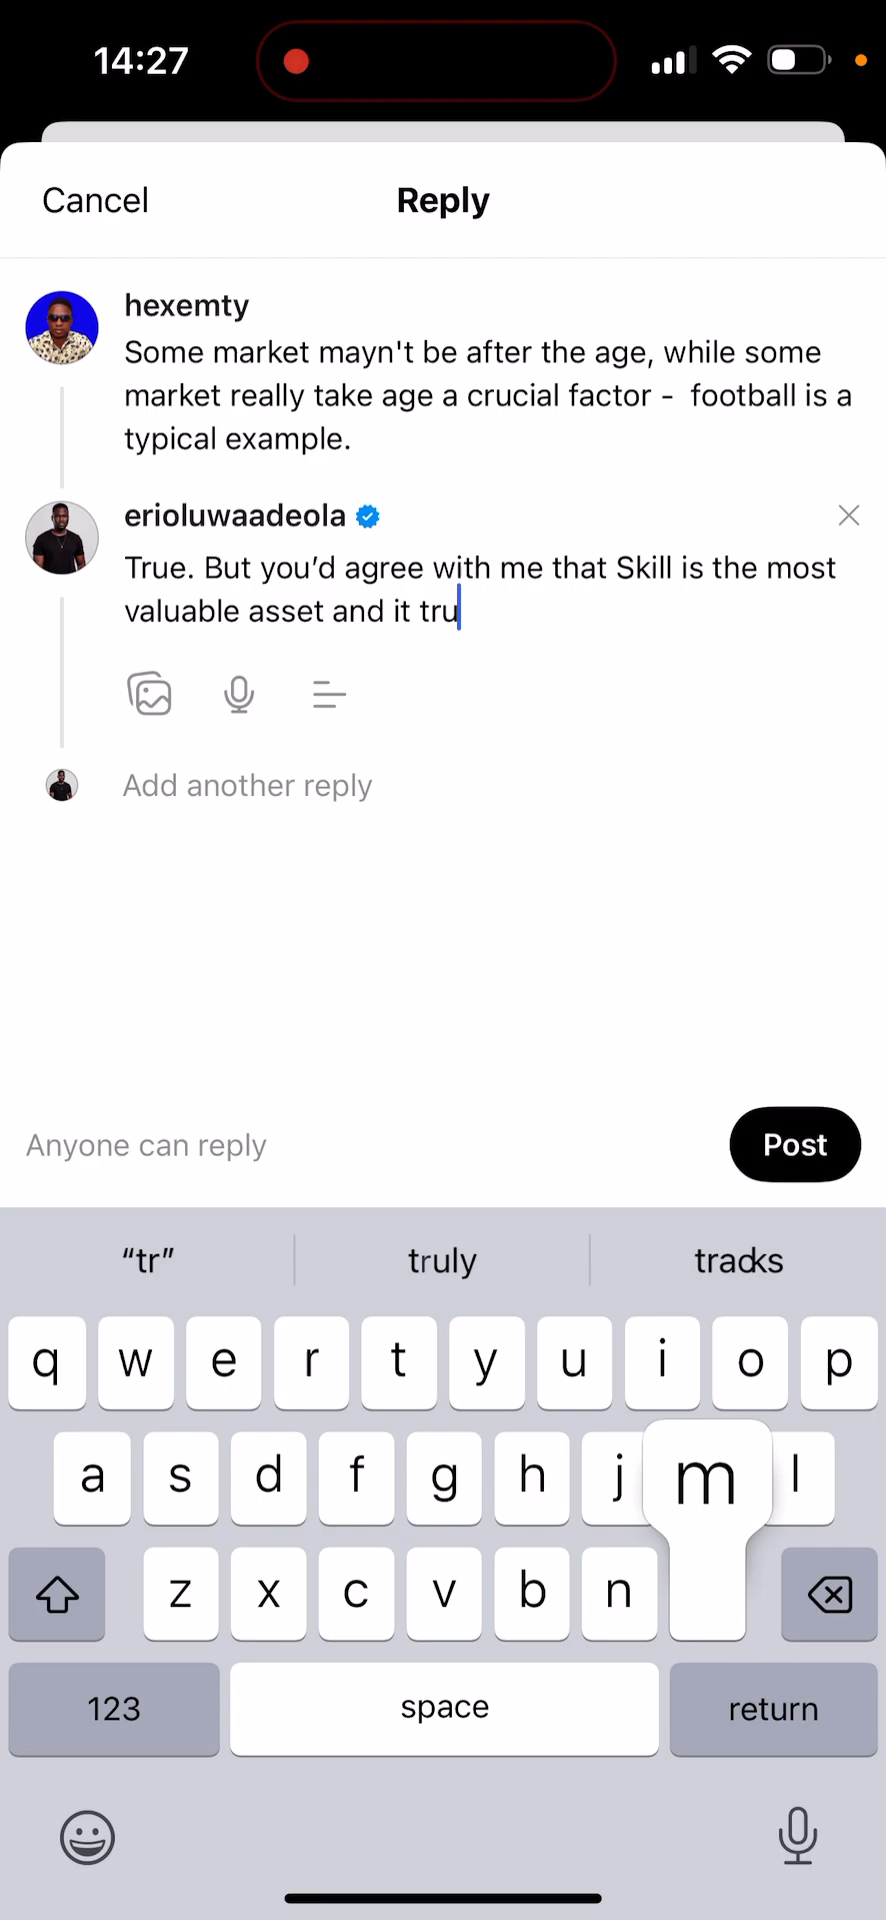 14:27
Cancel
Reply
hexemty
Some market mayn't be after the age, while some
market really take age a crucial factor - football is a
typical example.
erioluwaadeola
True. But you’d agree with me that Skill is the most
valuable asset and it tru
Add another reply
Anyone can reply
Post
“tr”
truly
tracks
q w e r t y u i o p
a s d f g h j m l
z x c v b n
123
space
return